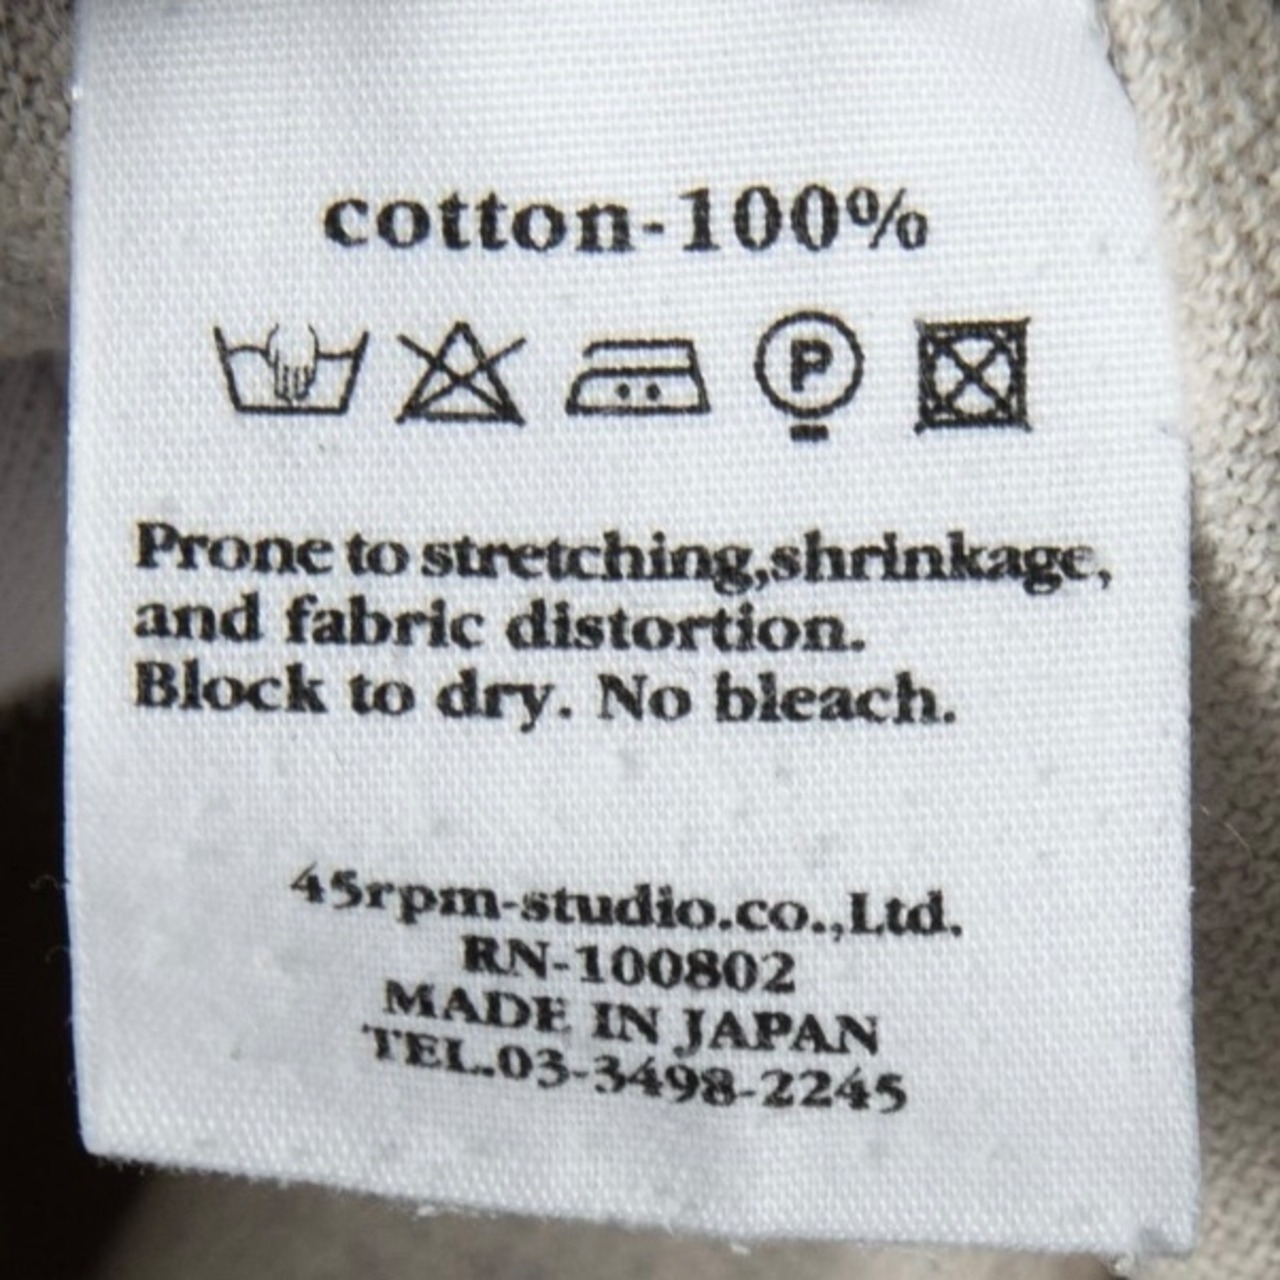 cotton-100%
P
Prone to stretching,shrinkage,
and fabric distortion.
Block to dry. No bleach.
45rpm-studio.co.,Ltd.
RN-100802
MADE IN JAPAN
TEL.03-3498-2245